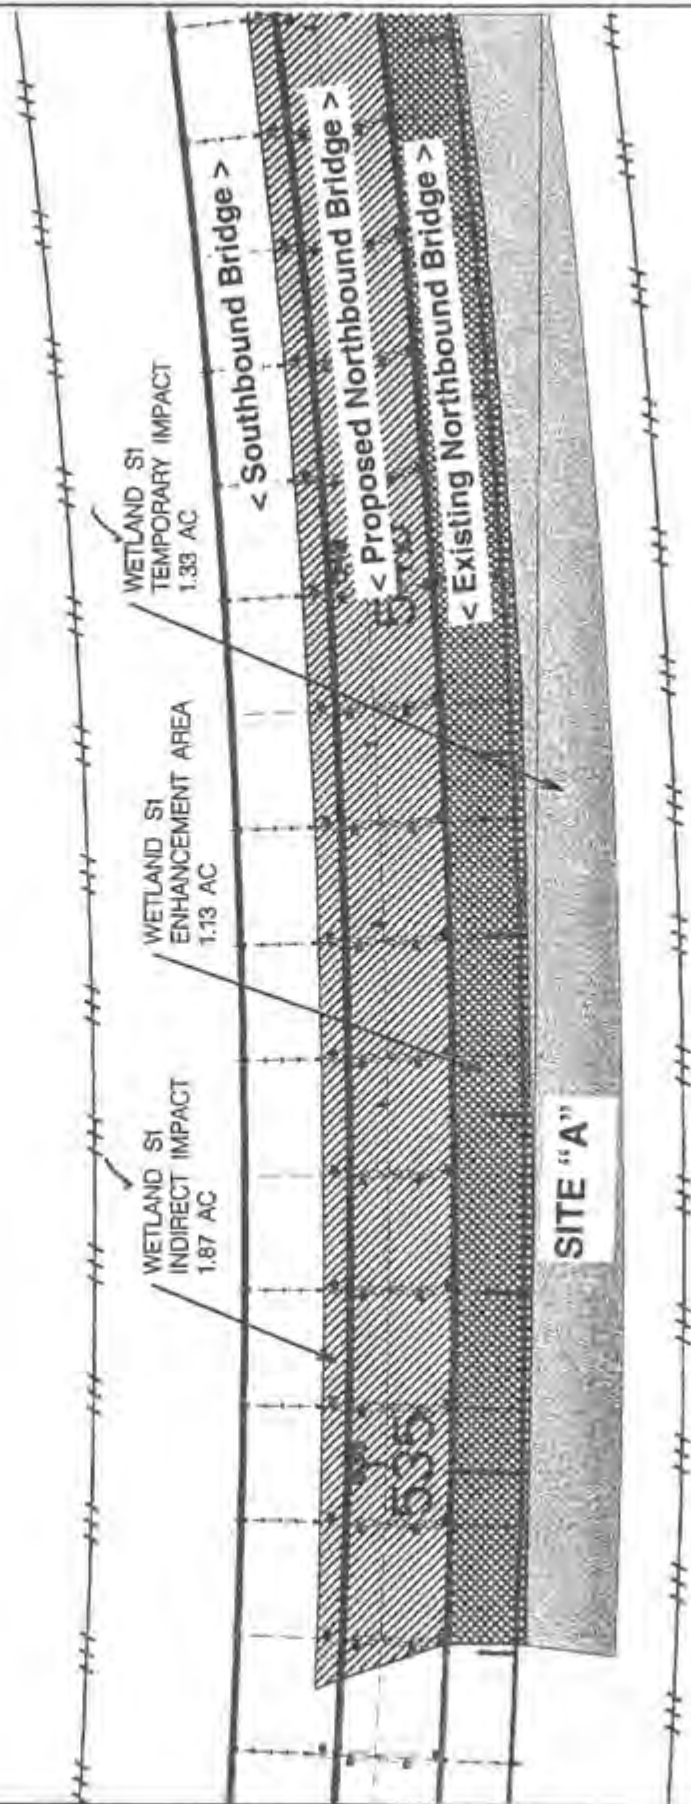 WETLAND S1
INDIRECT IMPACT
1.87 AC
WETLAND S1
ENHANCEMENT AREA
1.13 AC
WETLAND S1
TEMPORARY IMPACT
1.33 AC
< Southbound Bridge >
< Proposed Northbound Bridge >
< Existing Northbound Bridge >
535
SITE "A"